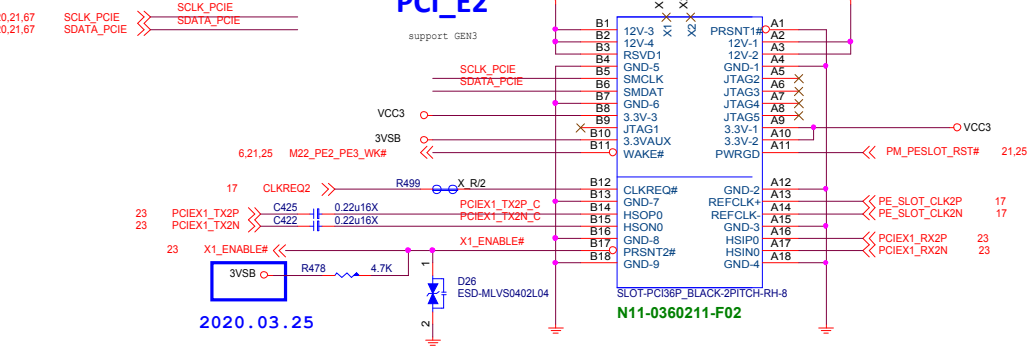 PCI_E2
support GEN3
0,21,67 SCLK_PCIE SCLK_PCIE
0,21,67 SDATA_PCIE SDATA_PCIE
X X
X1 X2
B1 12V-3 PRSNT1# A1
B2 12V-4 12V-1 A2
B3 RSVD1 12V-2 A3
B4 GND-5 GND-1 A4
SCLK_PCIE B5 SMCLK JTAG2 A5
SDATA_PCIE B6 SMDAT JTAG3 A6
B7 GND-6 JTAG4 A7
VCC3 B8 3.3V-3 JTAG5 A8
B9 JTAG1 3.3V-1 A9 VCC3
3VSB B10 3.3VAUX 3.3V-2 A10
6,21,25 M22_PE2_PE3_WK# B11 WAKE# PWRGD A11 PM_PESLOT_RST# 21,25
17 CLKREQ2 R499 X_R/2 B12 CLKREQ# GND-2 A12
B13 GND-7 REFCLK+ A13 PE_SLOT_CLK2P 17
23 PCIEX1_TX2P C425 0.22u16X PCIEX1_TX2P_C B14 HSOP0 REFCLK- A14 PE_SLOT_CLK2N 17
23 PCIEX1_TX2N C422 0.22u16X PCIEX1_TX2N_C B15 HSON0 GND-3 A15
B16 GND-8 HSIP0 A16 PCIEX1_RX2P 23
23 X1_ENABLE# X1_ENABLE# B17 PRSNT2# HSIN0 A17 PCIEX1_RX2N 23
B18 GND-9 GND-4 A18
3VSB R478 4.7K
1
D26
ESD-MLVS0402L04
2
SLOT-PCI36P_BLACK-2PITCH-RH-8
N11-0360211-F02
2020.03.25